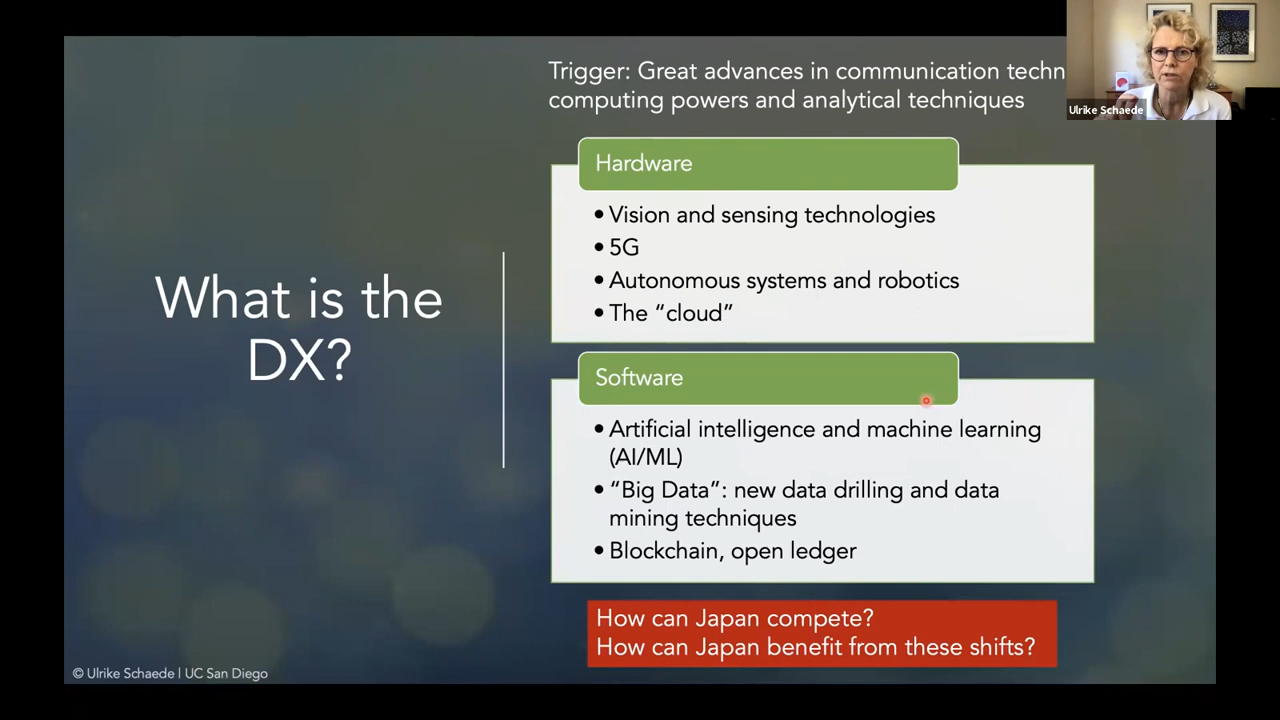 Trigger: Great advances in communication techn
computing powers and analytical techniques
Ulrike Schaede
Hardware
• Vision and sensing technologies
• 5G
• Autonomous systems and robotics
• The “cloud”
What is the
DX?
Software
• Artificial intelligence and machine learning
(AI/ML)
• “Big Data”: new data drilling and data
mining techniques
• Blockchain, open ledger
How can Japan compete?
How can Japan benefit from these shifts?
© Ulrike Schaede | UC San Diego